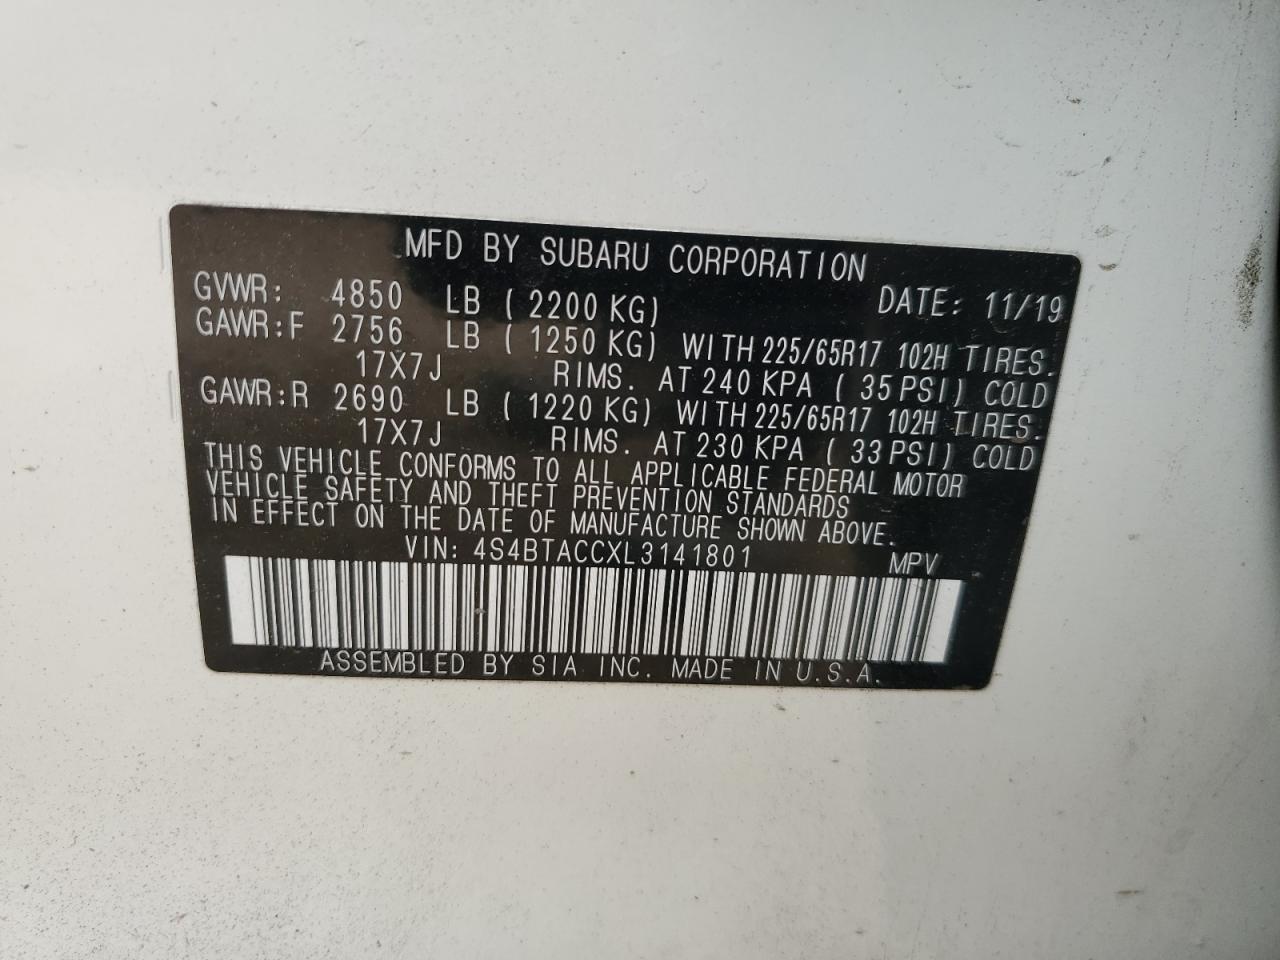 MFD BY SUBARU CORPORATION
GVWR: 4850 LB ( 2200 KG) DATE: 11/19
GAWR:F 2756 LB ( 1250 KG) WITH 225/65R17 102H TIRES.
17X7J RIMS. AT 240 KPA ( 35 PSI) COLD
GAWR:R 2690 LB ( 1220 KG) WITH 225/65R17 102H TIRES.
17X7J RIMS. AT 230 KPA ( 33 PSI) COLD
THIS VEHICLE CONFORMS TO ALL APPLICABLE FEDERAL MOTOR
VEHICLE SAFETY AND THEFT PREVENTION STANDARDS
IN EFFECT ON THE DATE OF MANUFACTURE SHOWN ABOVE.
VIN: 4S4BTACCXL3141801 MPV
ASSEMBLED BY SIA INC. MADE IN U.S.A.